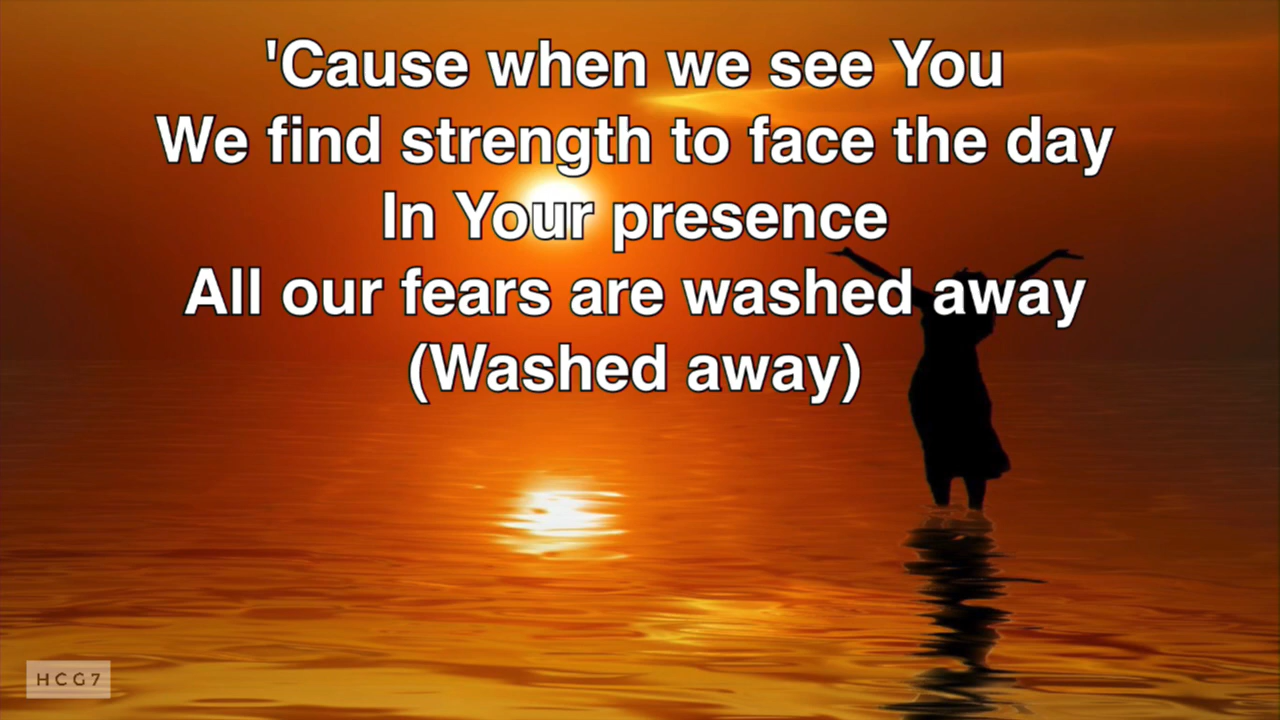 'Cause when we see You
We find strength to face the day
In Your presence
All our fears are washed away
(Washed away)
HCG7